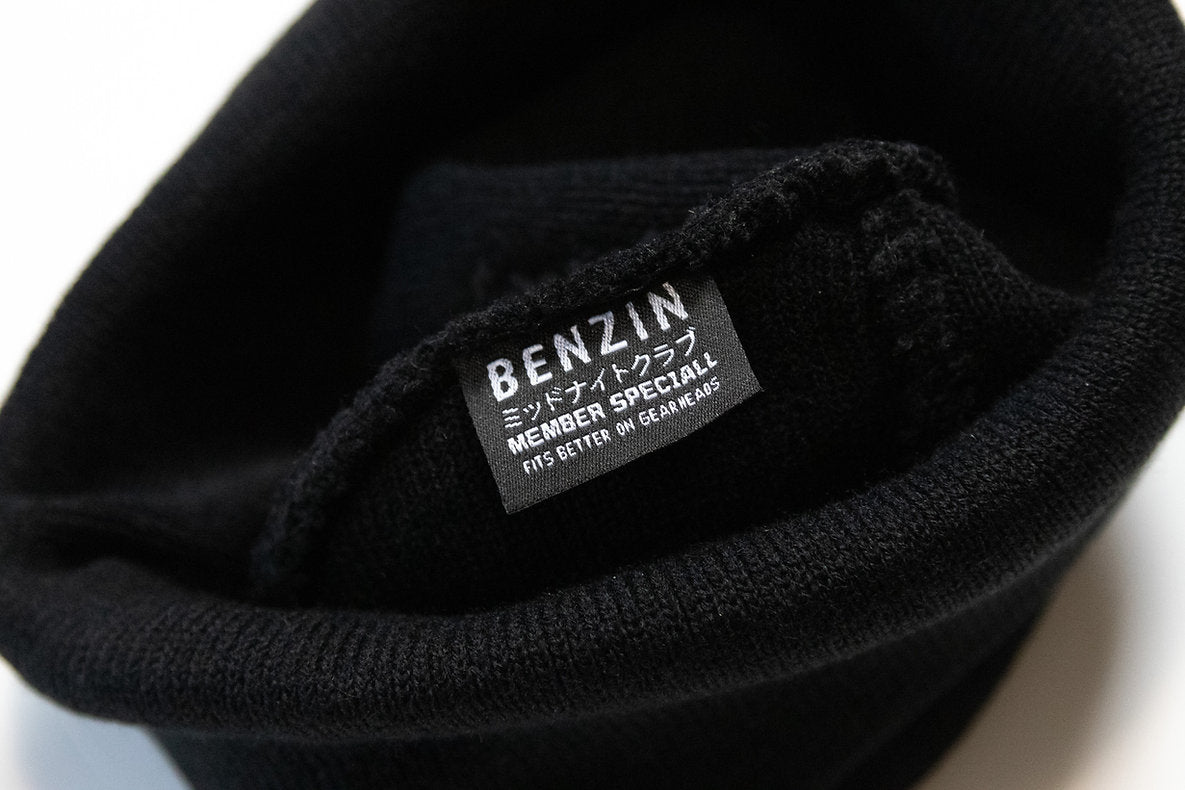 BENZIN
ミッドナイトクラブ
MEMBER SPECIALL
FITS BETTER ON GEARHEADS